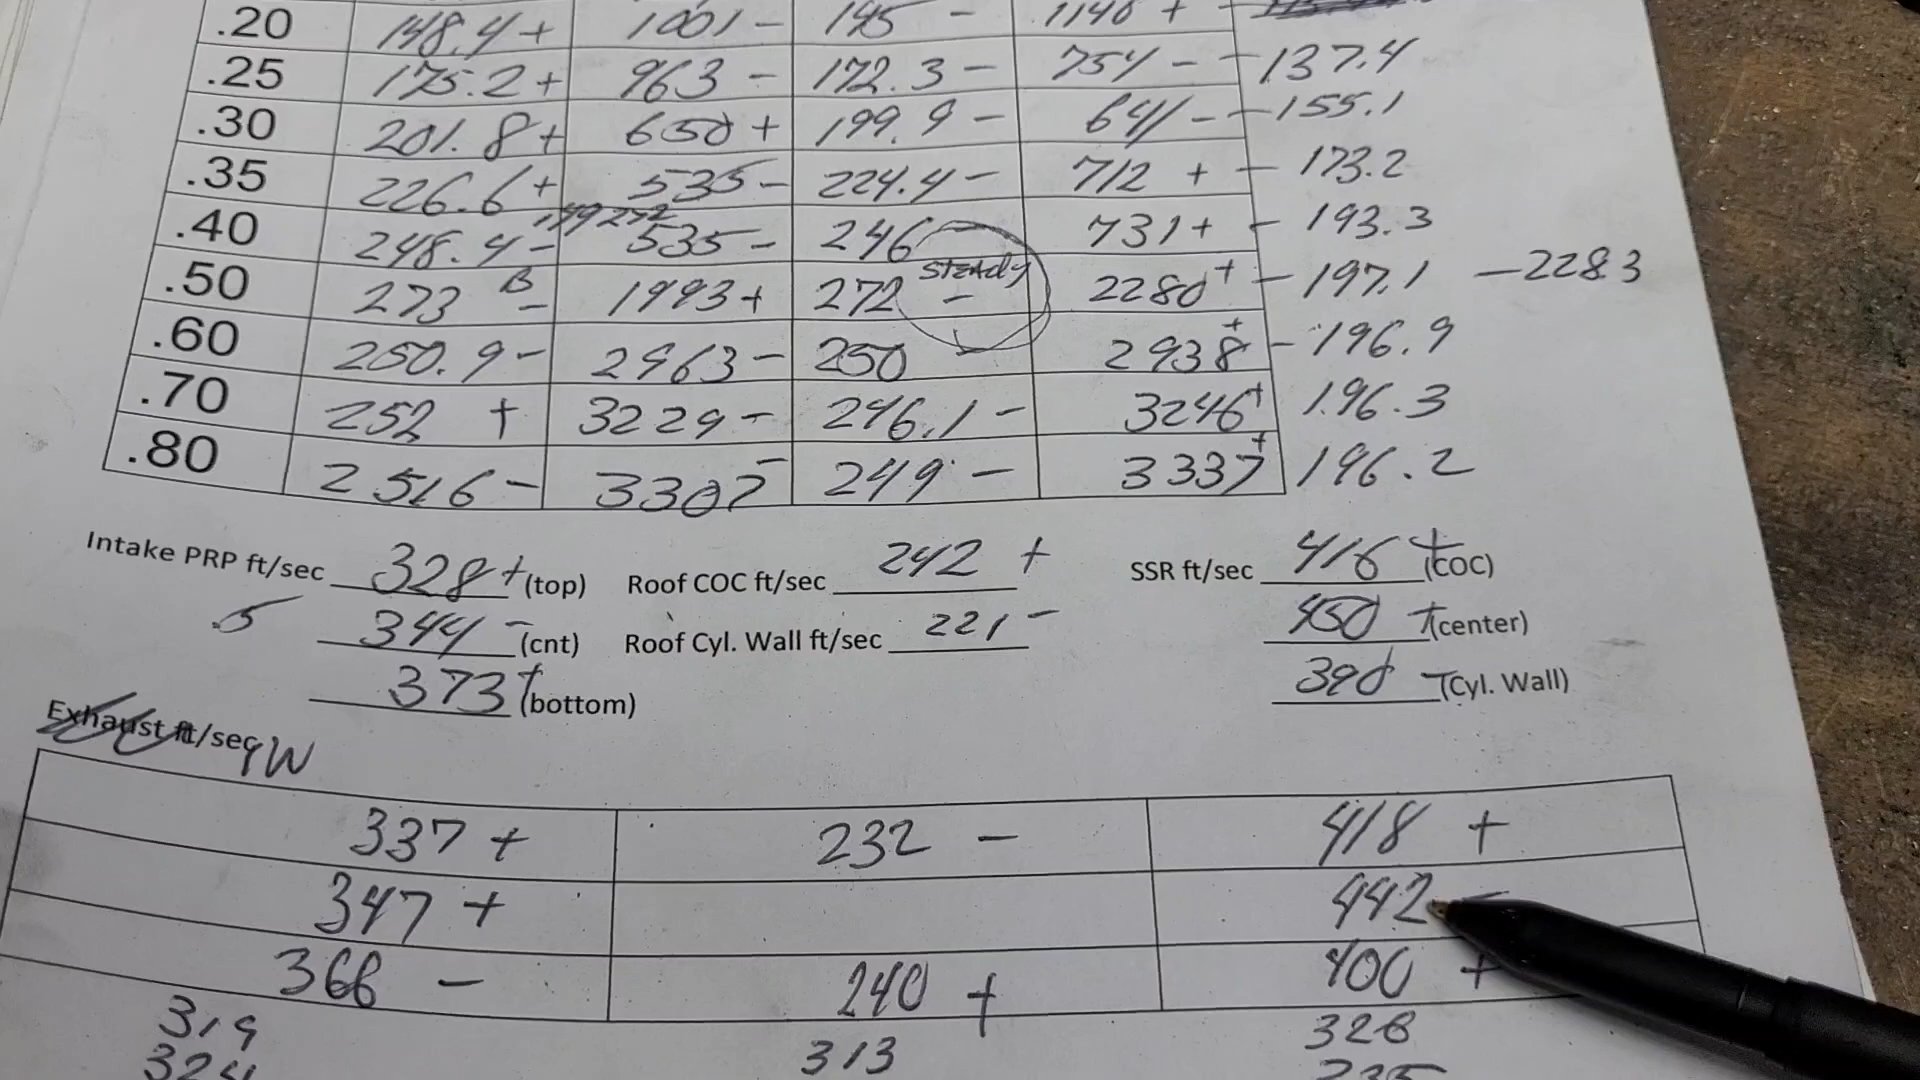 .20 148.4 + 1001 - 145 - 1146 +
.25 175.2 + 963 - 172.3 - 754 - - 137.4
.30 201.8 + 650 + 199.9 - 641 - - 155.1
.35 226.6 + 535 - 224.4 - 712 + - 173.2
.40 248.4 - 535 - 246 - 731 + - 193.3
.50 273 B - 1993 + 272 - STEADY 2280 + - 197.1 - 2283
.60 250.9 - 2963 - 250 2938 + - 196.9
.70 252 + 3229 - 246.1 - 3246 + 196.3
.80 251.6 - 3307 - 249 - 3337 + 196.2
Intake PRP ft/sec 328 + (top) Roof COC ft/sec 242 + SSR ft/sec 416 + (COC)
.5 344 - (cnt) Roof Cyl. Wall ft/sec 221 - 450 + (center)
373 + (bottom) 390 - (Cyl. Wall)
Exhaust ft/sec
337 + 232 - 418 +
347 + 442 -
366 - 240 + 400 +
319 313 328
324 235